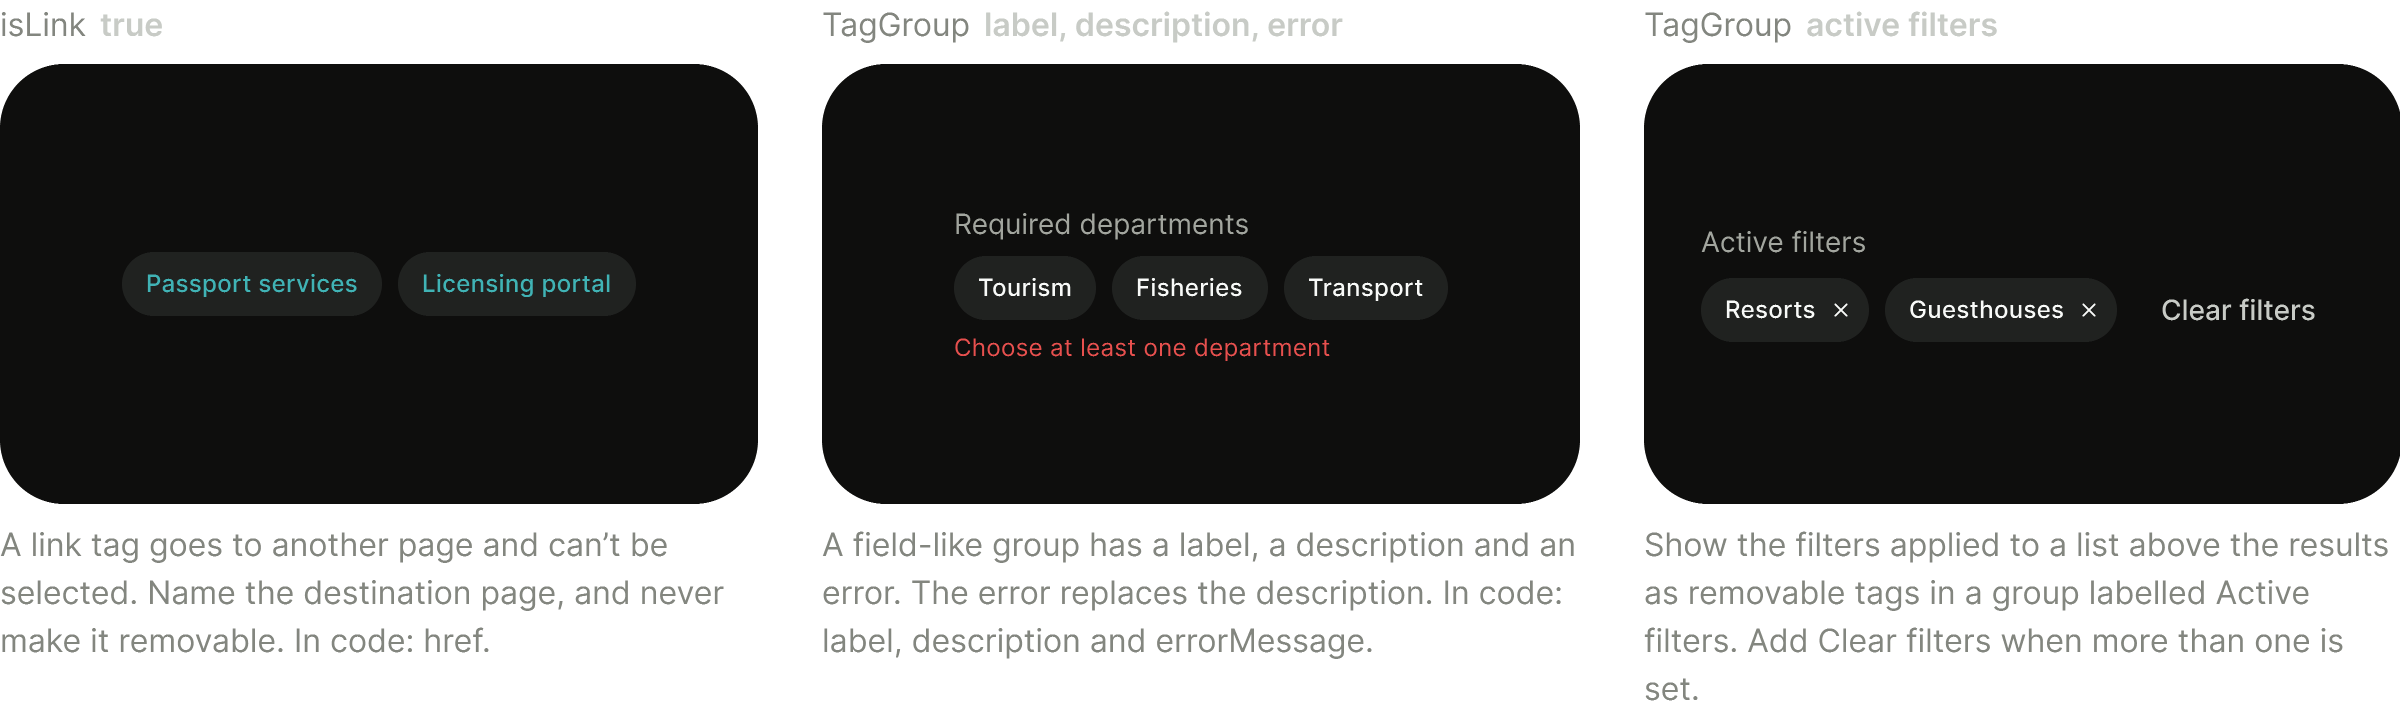 isLink true
Passport services
Licensing portal
A link tag goes to another page and can’t be
selected. Name the destination page, and never
make it removable. In code: href.
TagGroup label, description, error
Required departments
Tourism
Fisheries
Transport
Choose at least one department
A field-like group has a label, a description and an
error. The error replaces the description. In code:
label, description and errorMessage.
TagGroup active filters
Active filters
Resorts
Guesthouses
Clear filters
Show the filters applied to a list above the results
as removable tags in a group labelled Active
filters. Add Clear filters when more than one is
set.